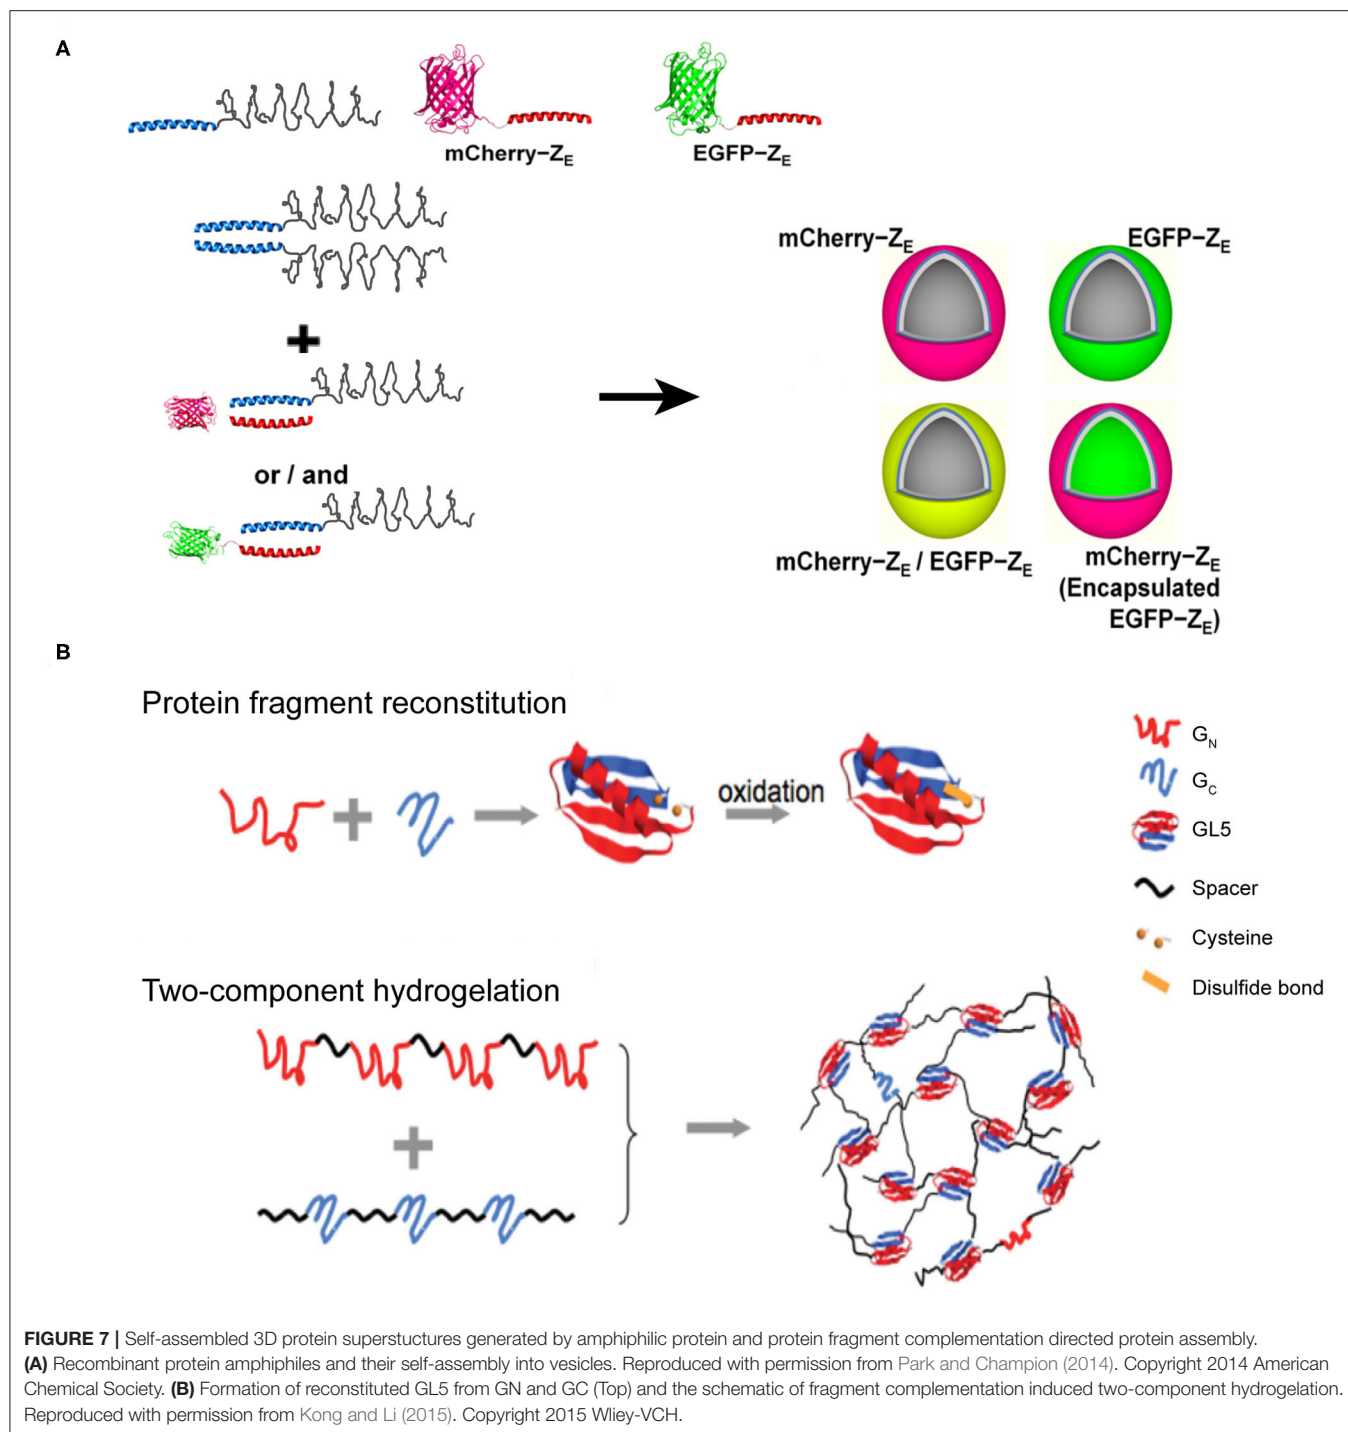 A
mCherry–ZE
EGFP–ZE
mCherry–ZE
EGFP–ZE
or / and
mCherry–ZE / EGFP–ZE
mCherry–ZE
(Encapsulated
EGFP–ZE)
B
Protein fragment reconstitution
oxidation
GN
GC
GL5
Spacer
Cysteine
Disulfide bond
Two-component hydrogelation
FIGURE 7 | Self-assembled 3D protein superstuctures generated by amphiphilic protein and protein fragment complementation directed protein assembly.
(A) Recombinant protein amphiphiles and their self-assembly into vesicles. Reproduced with permission from Park and Champion (2014). Copyright 2014 American
Chemical Society. (B) Formation of reconstituted GL5 from GN and GC (Top) and the schematic of fragment complementation induced two-component hydrogelation.
Reproduced with permission from Kong and Li (2015). Copyright 2015 Wliey-VCH.